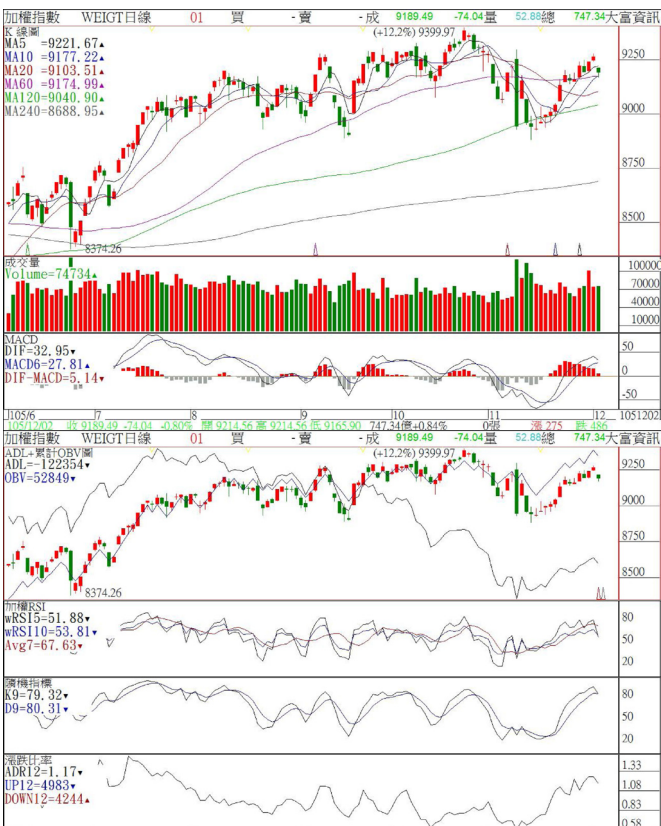 加權指數 WEIGT日線 01 買 -賣 -成 9189.49 -74.04量 52.88總 747.34大富資訊
K 線圖 (+12.2%) 9399.97
MA5 =9221.67▲
MA10 =9177.22▲
MA20 =9103.51▲
MA60 =9174.99▲
MA120=9040.90▲
MA240=8688.95▲
9250
9000
8750
8500
8374.26
成交量
Volume=74734▲
100000
70000
40000
10000
MACD
DIF=32.95▼
MACD6=27.81▲
DIF-MACD=5.14▼
50
0
-50
105/6 7 8 9 10 11 12 105120
105/12/02 收 9189.49 -74.04 -0.80% 開 9214.56 高 9214.56 低 9165.90 747.34億+0.84% 0張 漲 275 跌 486
加權指數 WEIGT日線 01 買 -賣 -成 9189.49 -74.04量 52.88總 747.34大富資訊
ADL+累計OBV圖 (+12.2%) 9399.97
ADL=-122354▼
OBV=52849▼
9250
9000
8750
8500
8374.26
加權RSI
wRSI5=51.88▼
wRSI10=53.81▼
Avg7=67.63▼
80
50
20
隨機指標
K9=79.32▼
D9=80.31▼
80
50
20
漲跌比率
ADR12=1.17▼
UP12=4983▼
DOWN12=4244▲
1.33
1.08
0.83
0.58